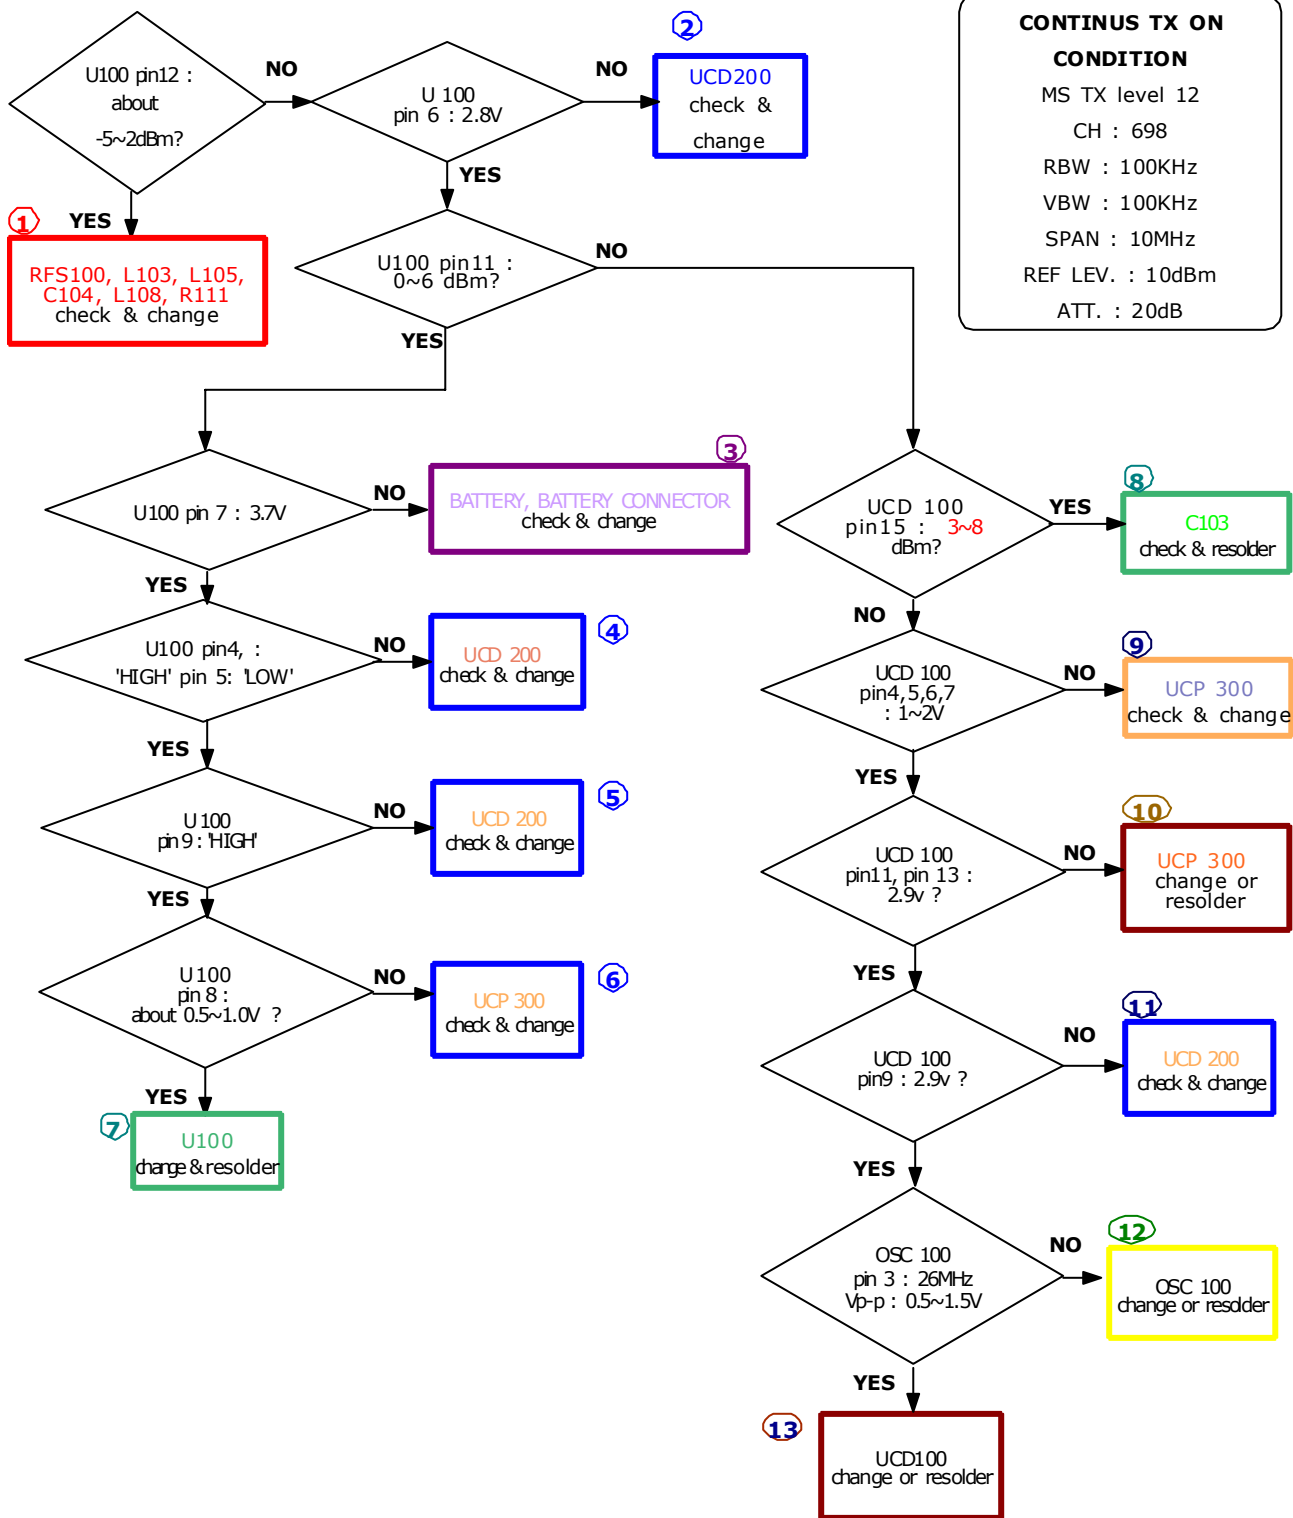 U100 pin12 :
about
-5~2dBm?
NO
YES
U 100
pin 6 : 2.8V
NO
YES
2
UCD200
check &
change
CONTINUS TX ON
CONDITION
MS TX level 12
CH : 698
RBW : 100KHz
VBW : 100KHz
SPAN : 10MHz
REF LEV. : 10dBm
ATT. : 20dB
1
RFS100, L103, L105,
C104, L108, R111
check & change
U100 pin11 :
0~6 dBm?
NO
YES
U100 pin 7 : 3.7V
NO
YES
3
BATTERY, BATTERY CONNECTOR
check & change
U100 pin4, :
'HIGH' pin 5: 'LOW'
NO
YES
4
UCD 200
check & change
U 100
pin 9 : 'HIGH'
NO
YES
5
UCD 200
check & change
U 100
pin 8 :
about 0.5~1.0V ?
NO
YES
6
UCP 300
check & change
7
U100
change & resolder
UCD 100
pin15 : 3~8
dBm?
YES
NO
8
C103
check & resolder
UCD 100
pin4,5,6,7
: 1~2V
NO
YES
9
UCP 300
check & change
UCD 100
pin11, pin 13 :
2.9v ?
NO
YES
10
UCP 300
change or
resolder
UCD 100
pin9 : 2.9v ?
NO
YES
11
UCD 200
check & change
OSC 100
pin 3 : 26MHz
Vp-p : 0.5~1.5V
NO
YES
12
OSC 100
change or resolder
13
UCD100
change or resolder